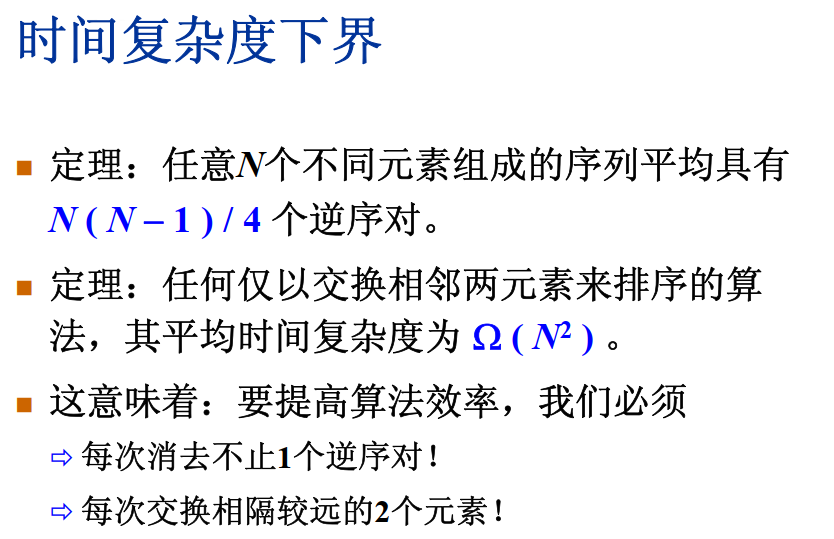 时间复杂度下界
■ 定理：任意N个不同元素组成的序列平均具有
N ( N – 1 ) / 4 个逆序对。
■ 定理：任何仅以交换相邻两元素来排序的算
法，其平均时间复杂度为 Ω ( N² ) 。
■ 这意味着：要提高算法效率，我们必须
⇨ 每次消去不止1个逆序对！
⇨ 每次交换相隔较远的2个元素！